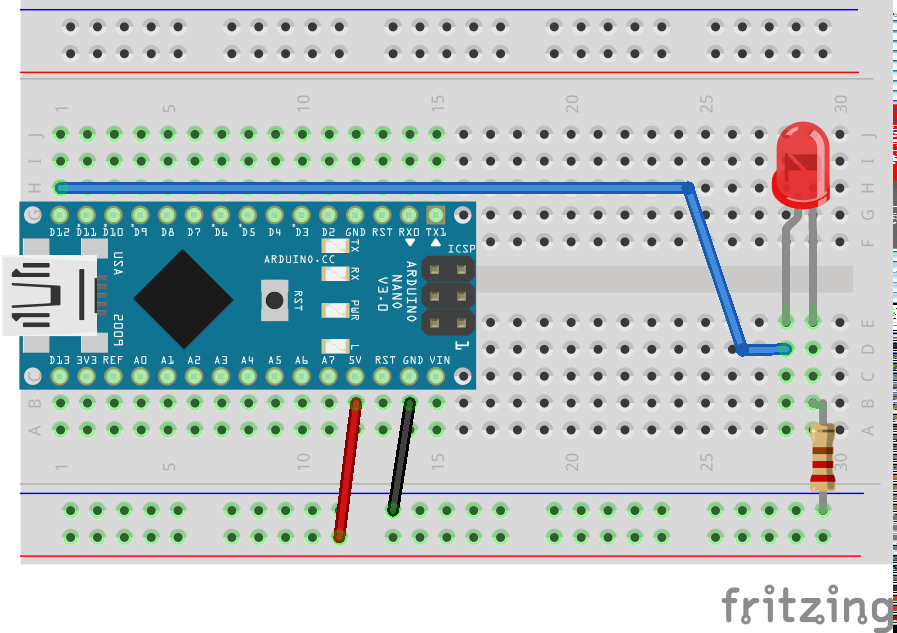 1 5 10 15 20 25 30
J J
I I
H H
G G
D12 D11 D10 D9 D8 D7 D6 D5 D4 D3 D2 GND RST RX0 TX1
F
USA
ARDUINO.CC
TX
RX
RST
PWR
L
ARDUINO
NANO
V3.0
ICSP
1
2005
E
D
D13 3V3 REF A0 A1 A2 A3 A4 A5 A6 A7 5V RST GND VIN
C C
B B
A A
1 5 10 15 20 25 30
fritzing